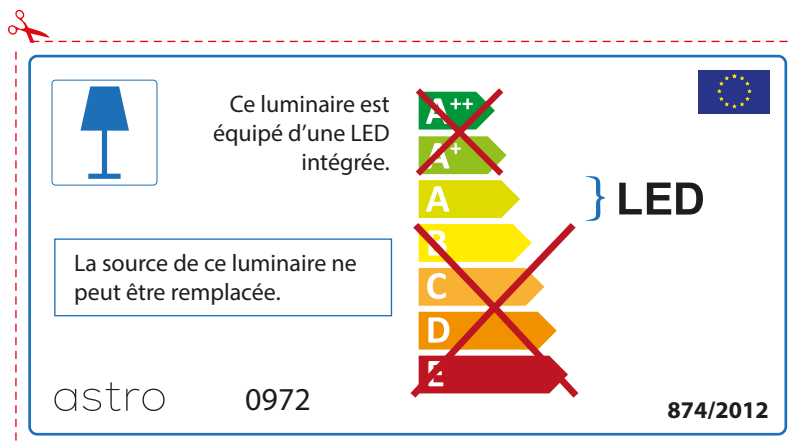 Ce luminaire est
équipé d’une LED
intégrée.
A++
A+
A
B
C
D
E
LED
La source de ce luminaire ne
peut être remplacée.
astro
0972
874/2012